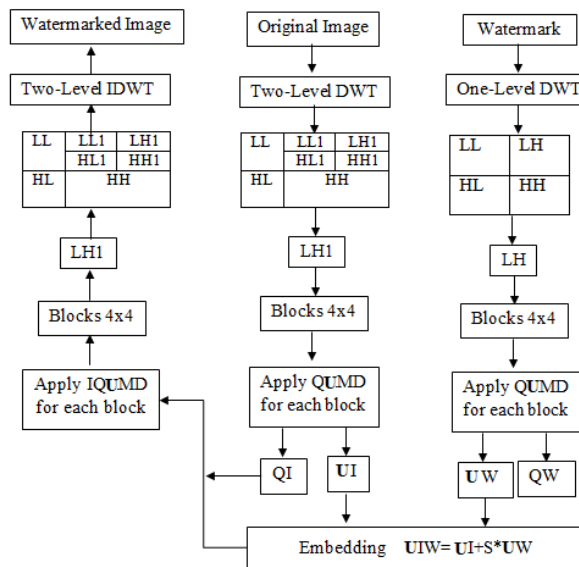 Watermarked Image
Two-Level IDWT
LL
LL1
LH1
HL1
HH1
HL
HH
LH1
Blocks 4x4
Apply IQUMD
for each block
Original Image
Two-Level DWT
LL
LL1
LH1
HL1
HH1
HL
HH
LH1
Blocks 4x4
Apply QUMD
for each block
QI
UI
Watermark
One-Level DWT
LL
LH
HL
HH
LH
Blocks 4x4
Apply QUMD
for each block
UW
QW
Embedding UIW= UI+S*UW